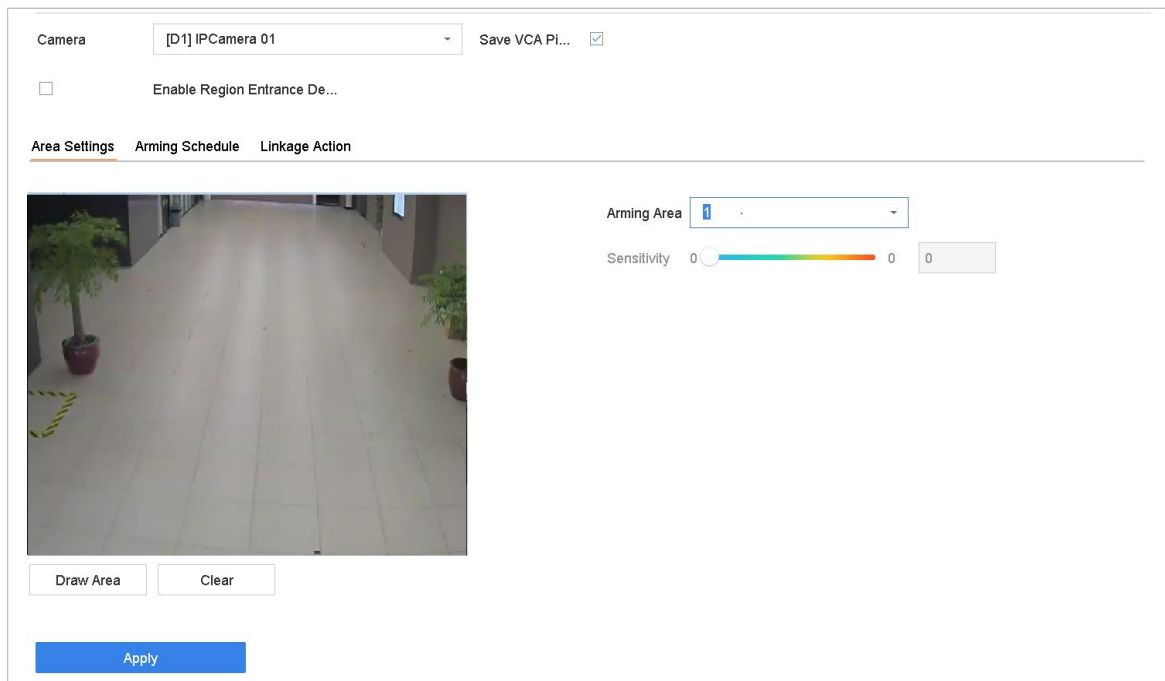 Camera [D1] IPCamera 01 Save VCA Pi...
Enable Region Entrance De...
Area Settings Arming Schedule Linkage Action
Arming Area 1
Sensitivity 0 0 0
Draw Area Clear
Apply